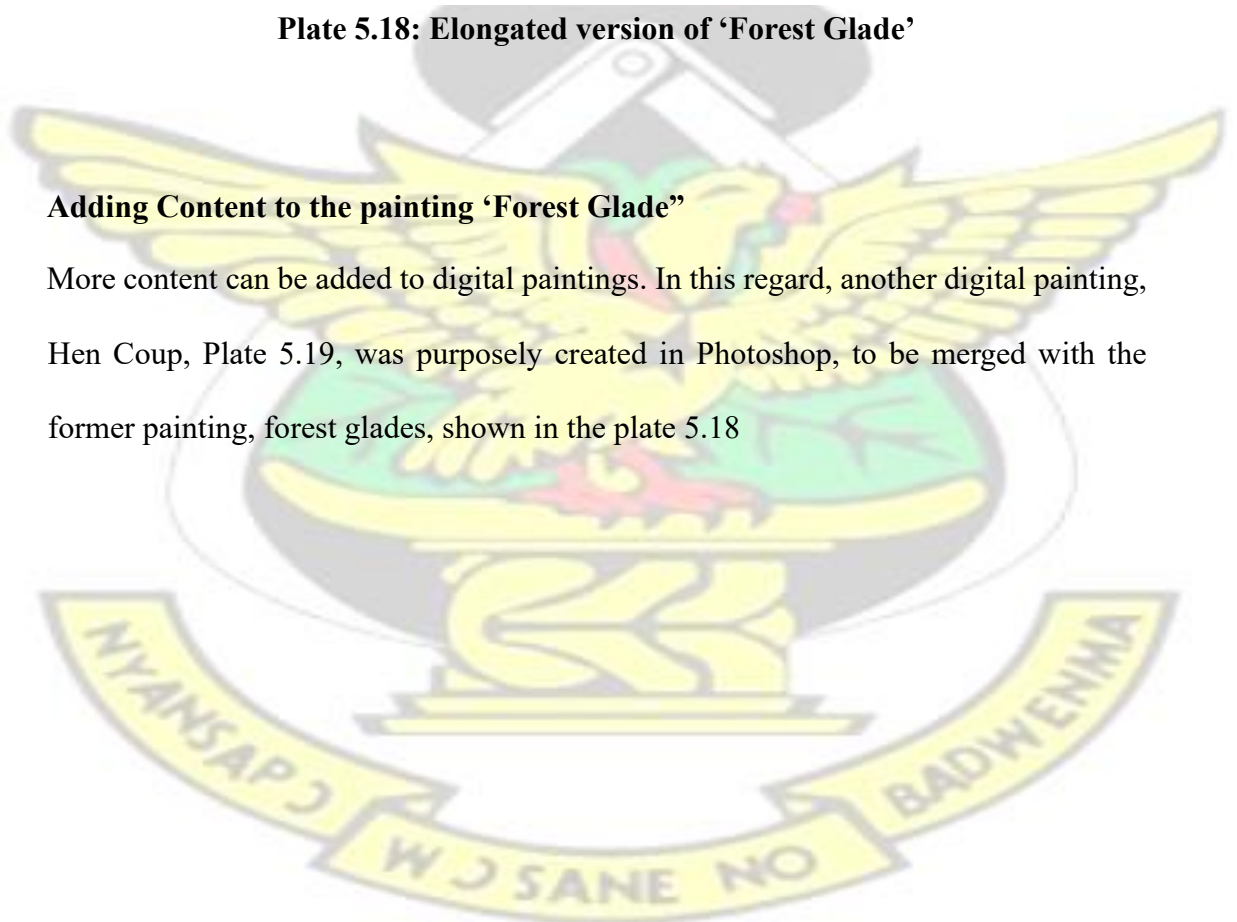 Plate 5.18: Elongated version of ‘Forest Glade’
Adding Content to the painting ‘Forest Glade”
More content can be added to digital paintings. In this regard, another digital painting,
Hen Coup, Plate 5.19, was purposely created in Photoshop, to be merged with the
former painting, forest glades, shown in the plate 5.18
NYANSAPƆ
WƆSANE NO
BADWENMA